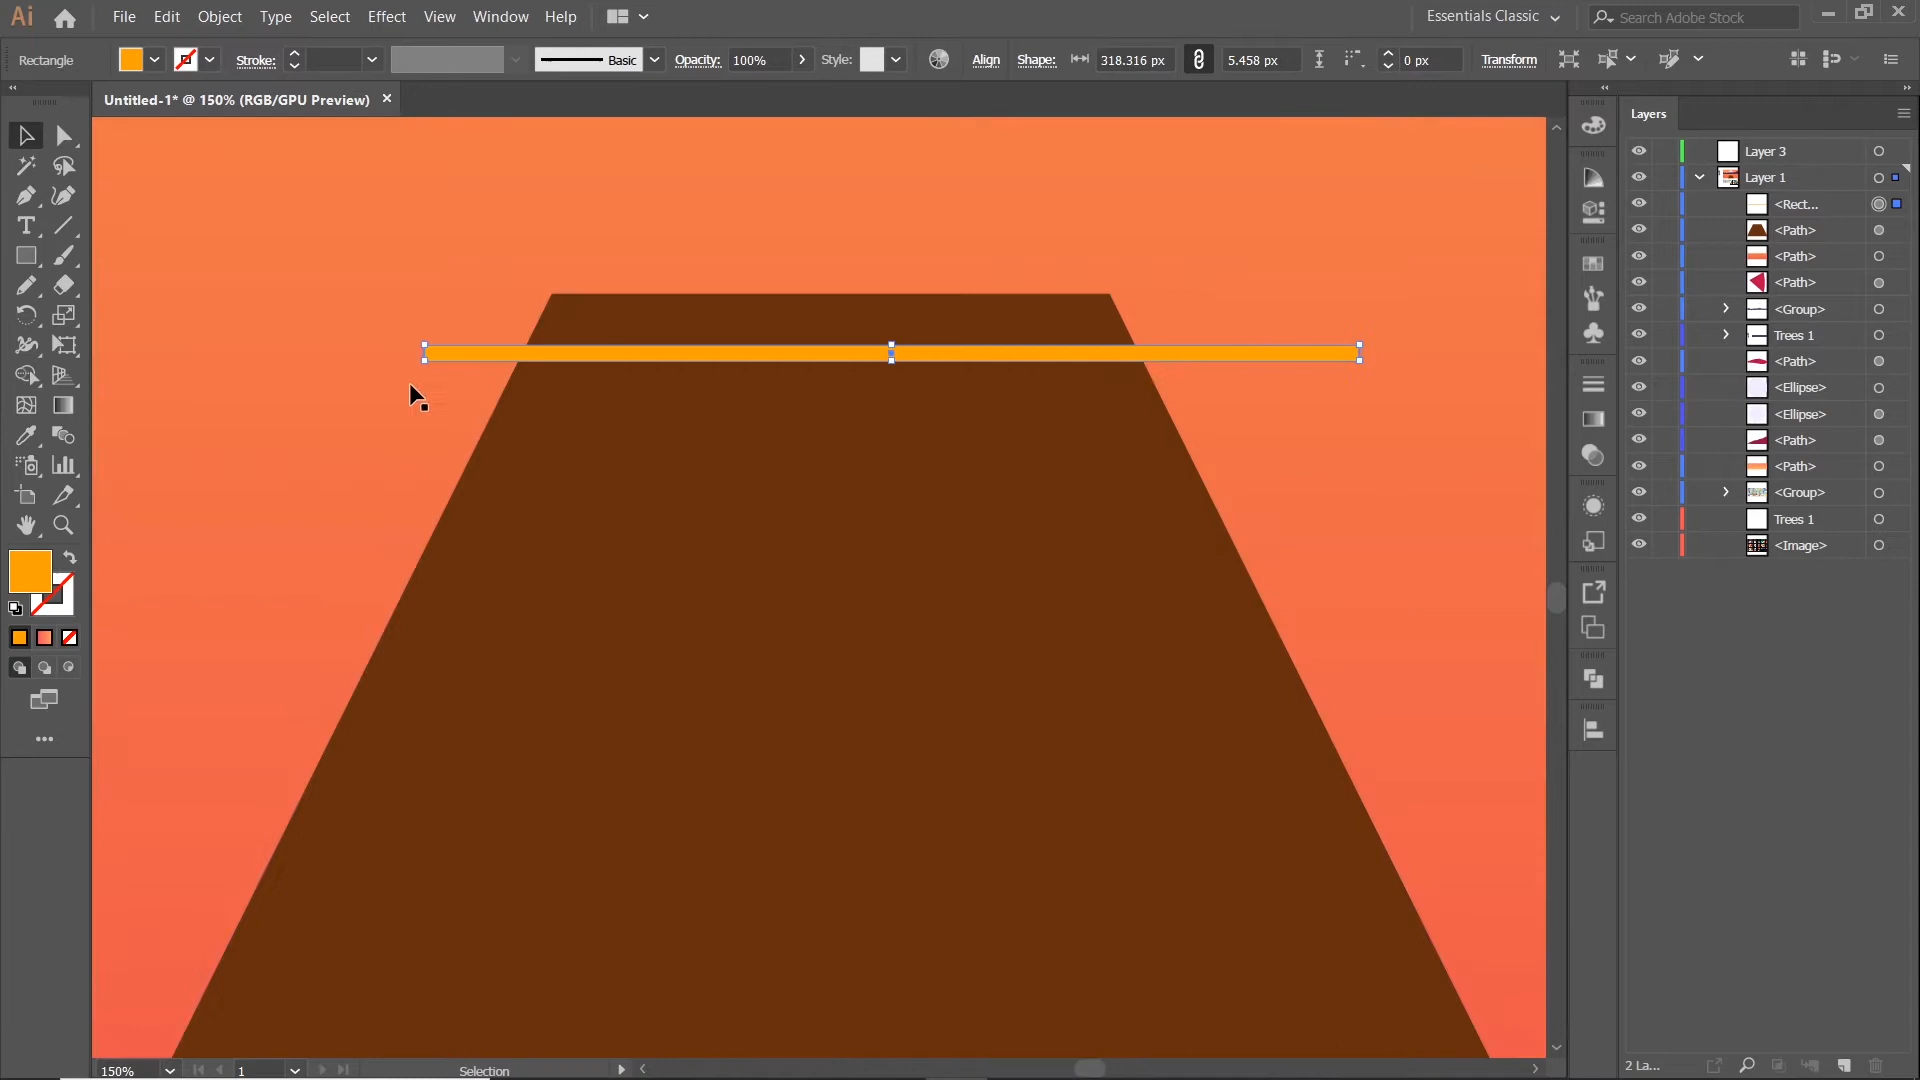 Ai File Edit Object Type Select Effect View Window Help Essentials Classic Search Adobe Stock
Rectangle Stroke: Basic Opacity: 100% Style: Align Shape: 318.316 px 5.458 px 0 px Transform
Untitled-1* @ 150% (RGB/GPU Preview)
Layers
Layer 3
Layer 1
<Rect...
<Path>
<Path>
<Path>
<Group>
Trees 1
<Path>
<Ellipse>
<Ellipse>
<Path>
<Path>
<Group>
Trees 1
<Image>
150% 1 Selection 2 La...